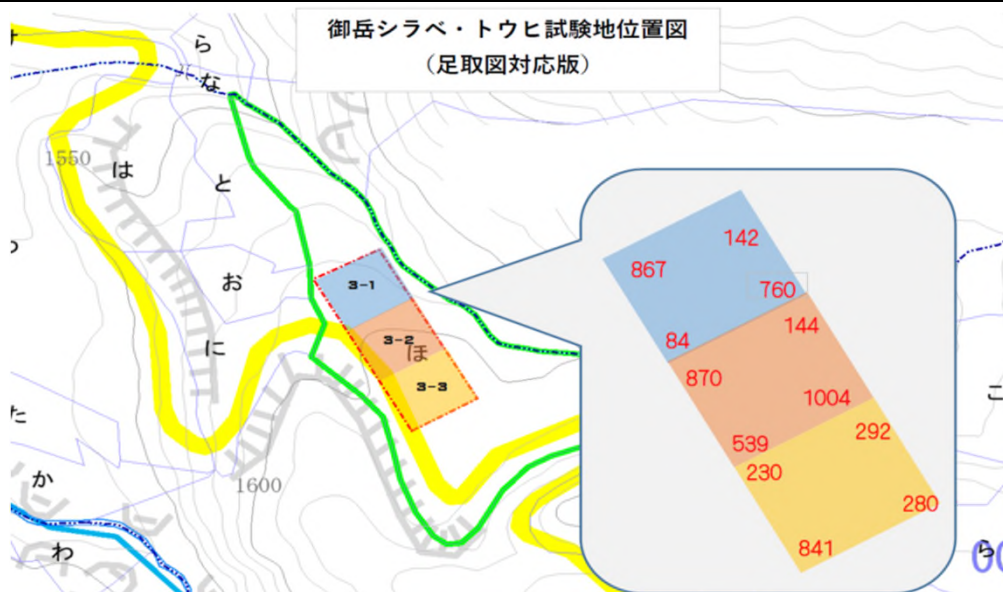 御岳シラベ・トウヒ試験地位置図
(足取図対応版)
ら
な
1550
は
と
お
に
た
か
わ
1600
3-1
3-2
ほ
3-3
142
867
760
144
84
870
1004
539
292
230
280
841
こ
ら